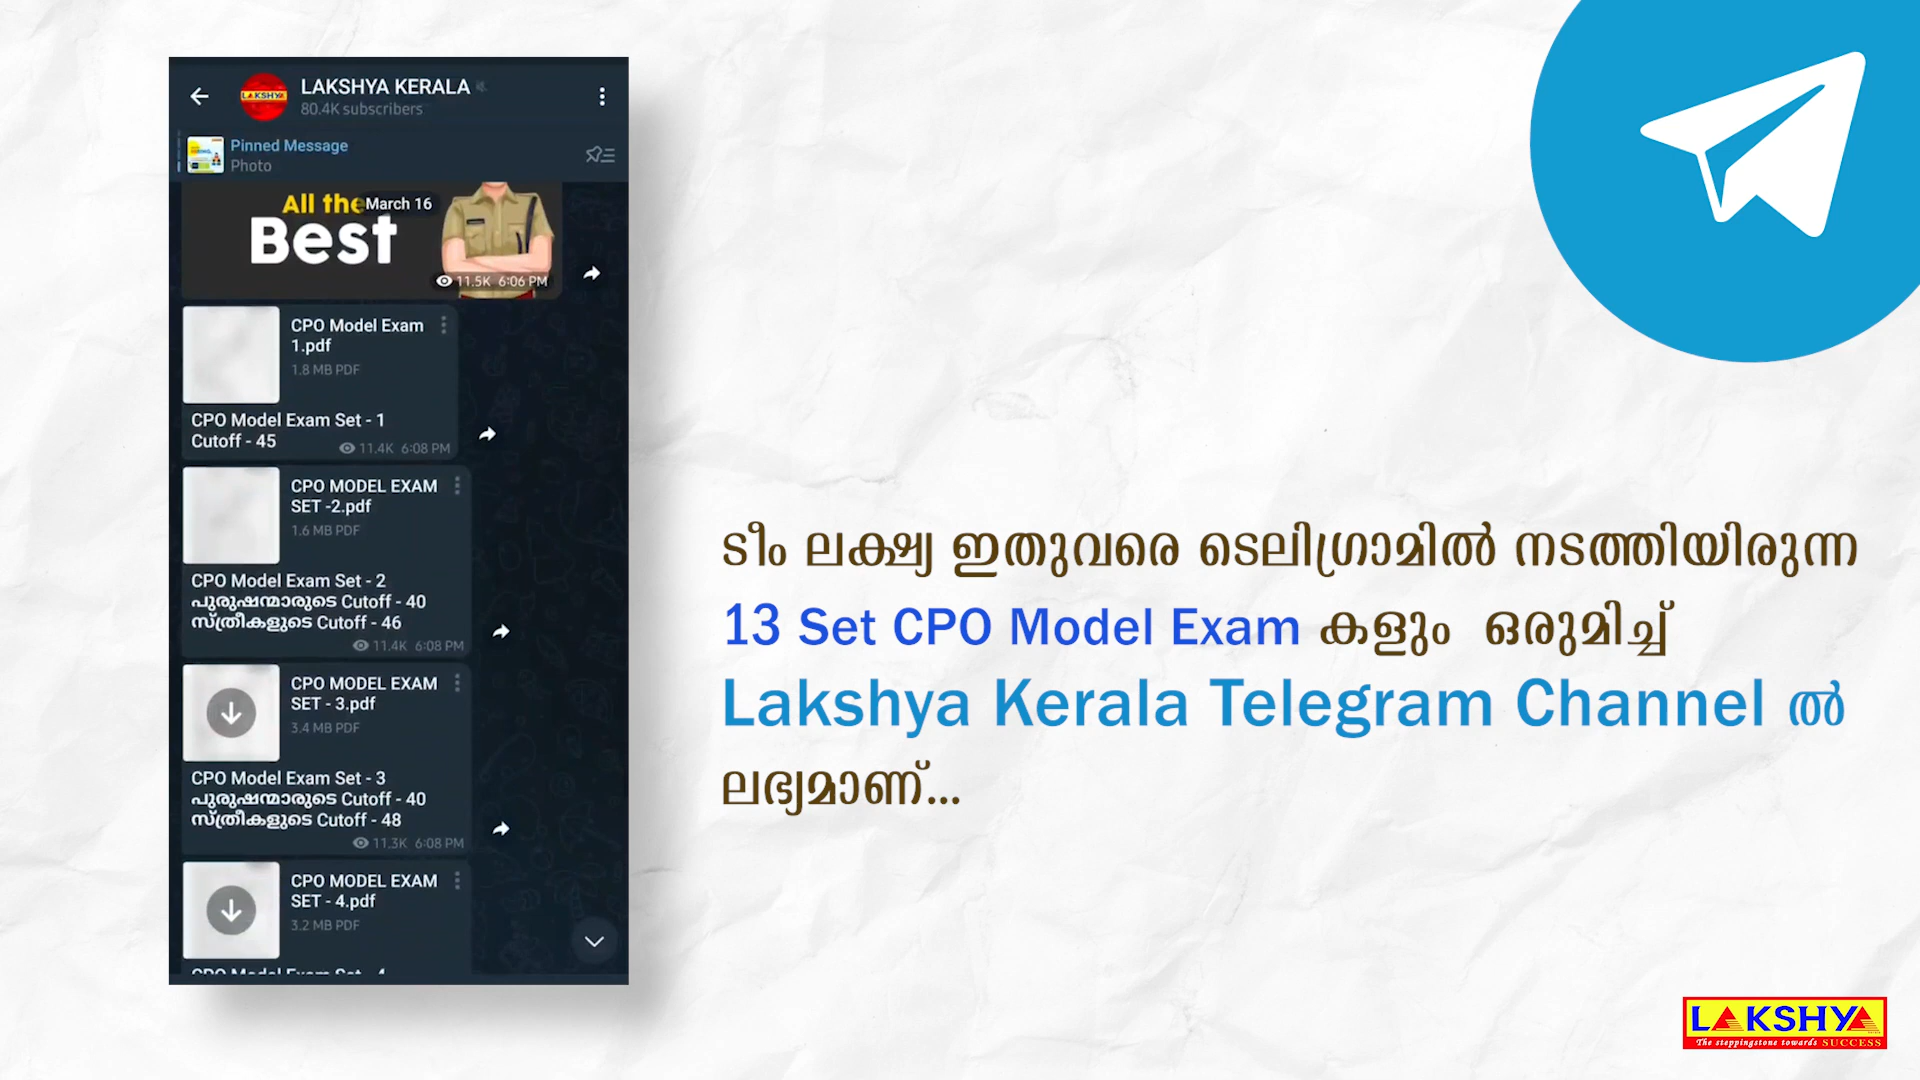 LAKSHYA KERALA
80.4K subscribers
Pinned Message
Photo
All the
March 16
Best
11.5K 6:06 PM
CPO Model Exam
1.pdf
1.8 MB PDF
CPO Model Exam Set - 1
Cutoff - 45
11.4K 6:08 PM
CPO MODEL EXAM
SET -2.pdf
1.6 MB PDF
CPO Model Exam Set - 2
പുരുഷന്മാരുടെ Cutoff - 40
സ്ത്രീകളുടെ Cutoff - 46
11.4K 6:08 PM
CPO MODEL EXAM
SET - 3.pdf
3.4 MB PDF
CPO Model Exam Set - 3
പുരുഷന്മാരുടെ Cutoff - 40
സ്ത്രീകളുടെ Cutoff - 48
11.3K 6:08 PM
CPO MODEL EXAM
SET - 4.pdf
3.2 MB PDF
CPO Model Exam Set - 4
ടീം ലക്ഷ്യ ഇതുവരെ ടെലിഗ്രാമിൽ നടത്തിയിരുന്ന
13 Set CPO Model Exam കളും ഒരുമിച്ച്
Lakshya Kerala Telegram Channel ൽ
ലഭ്യമാണ്...
LAKSHYA
The steppingstone towards SUCCESS